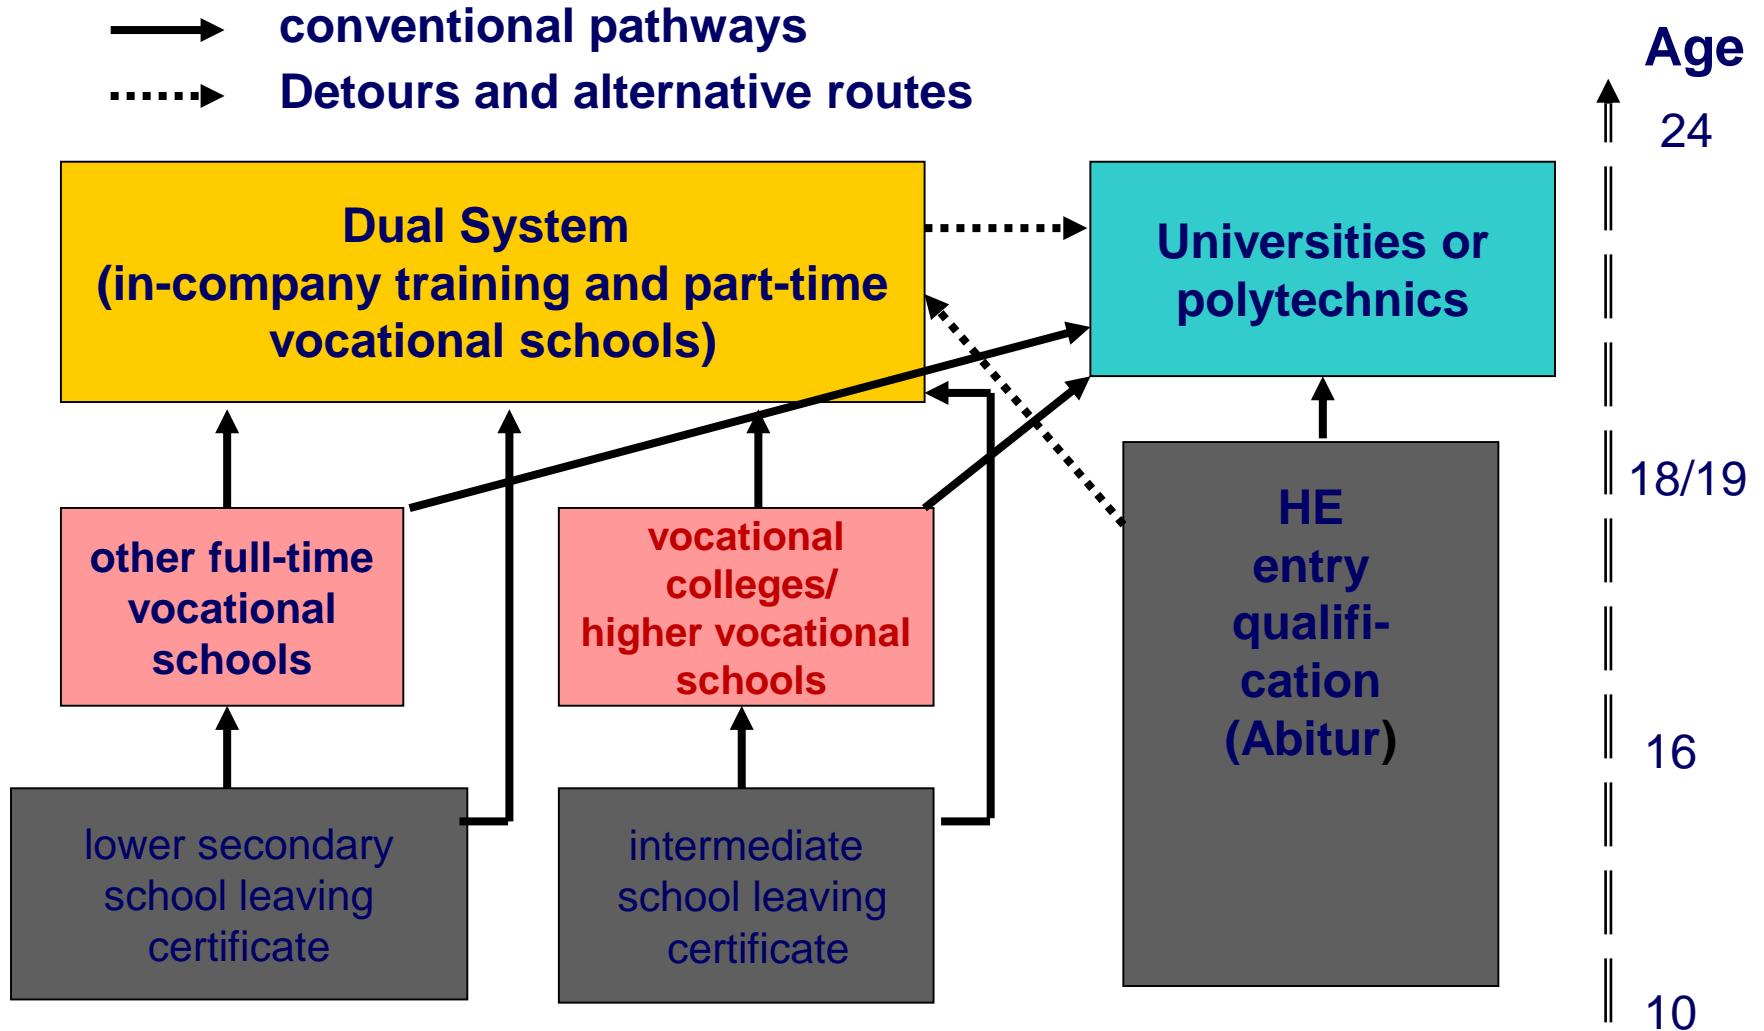 conventional pathways
Detours and alternative routes
Age
24
Dual System
(in-company training and part-time
vocational schools)
Universities or
polytechnics
18/19
other full-time
vocational
schools
vocational
colleges/
higher vocational
schools
HE
entry
qualifi-
cation
(Abitur)
16
lower secondary
school leaving
certificate
intermediate
school leaving
certificate
10